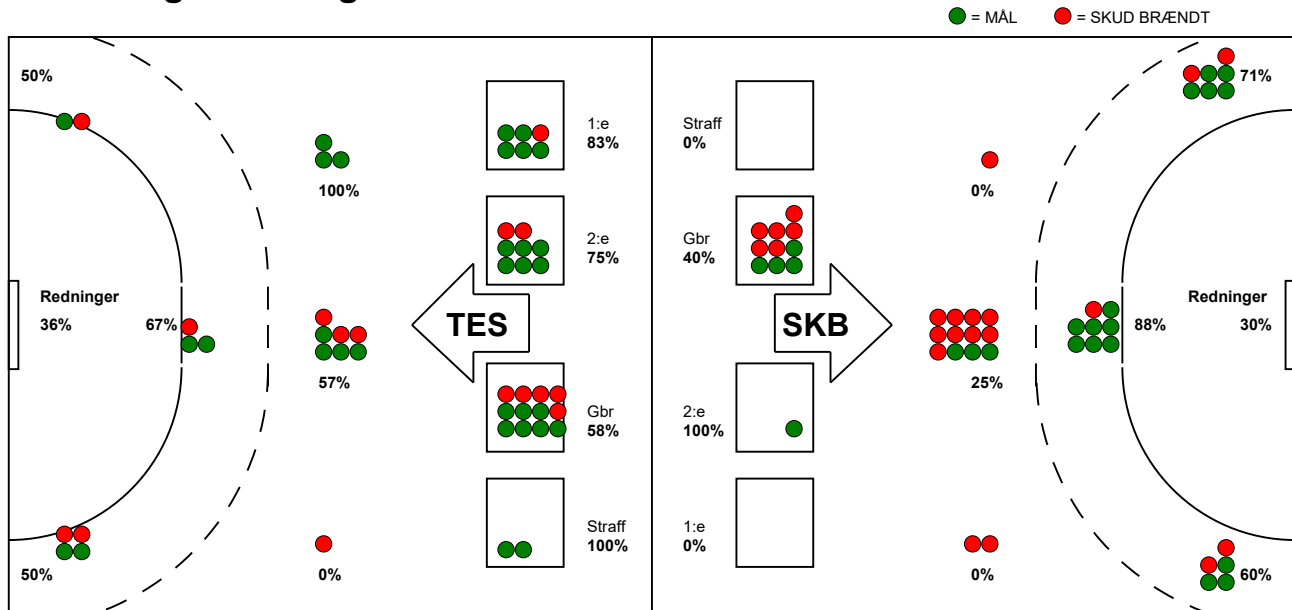 = MÅL
= SKUD BRÆNDT
50%
100%
1:e
83%
2:e
75%
Redninger
36%
67%
57%
TES
Gbr
58%
Straff
100%
50%
0%
Straff
0%
Gbr
40%
SKB
2:e
100%
1:e
0%
71%
0%
Redninger
30%
88%
25%
0%
60%